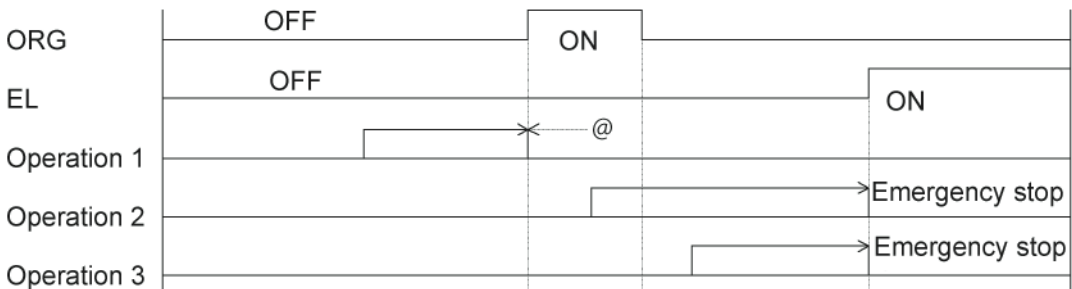 ORG OFF ON
EL OFF ON
Operation 1 @
Operation 2 Emergency stop
Operation 3 Emergency stop